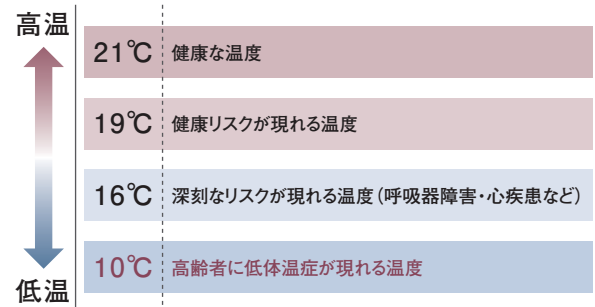 高温
21℃ 健康な温度
19℃ 健康リスクが現れる温度
16℃ 深刻なリスクが現れる温度（呼吸器障害・心疾患など）
10℃ 高齢者に低体温症が現れる温度
低温